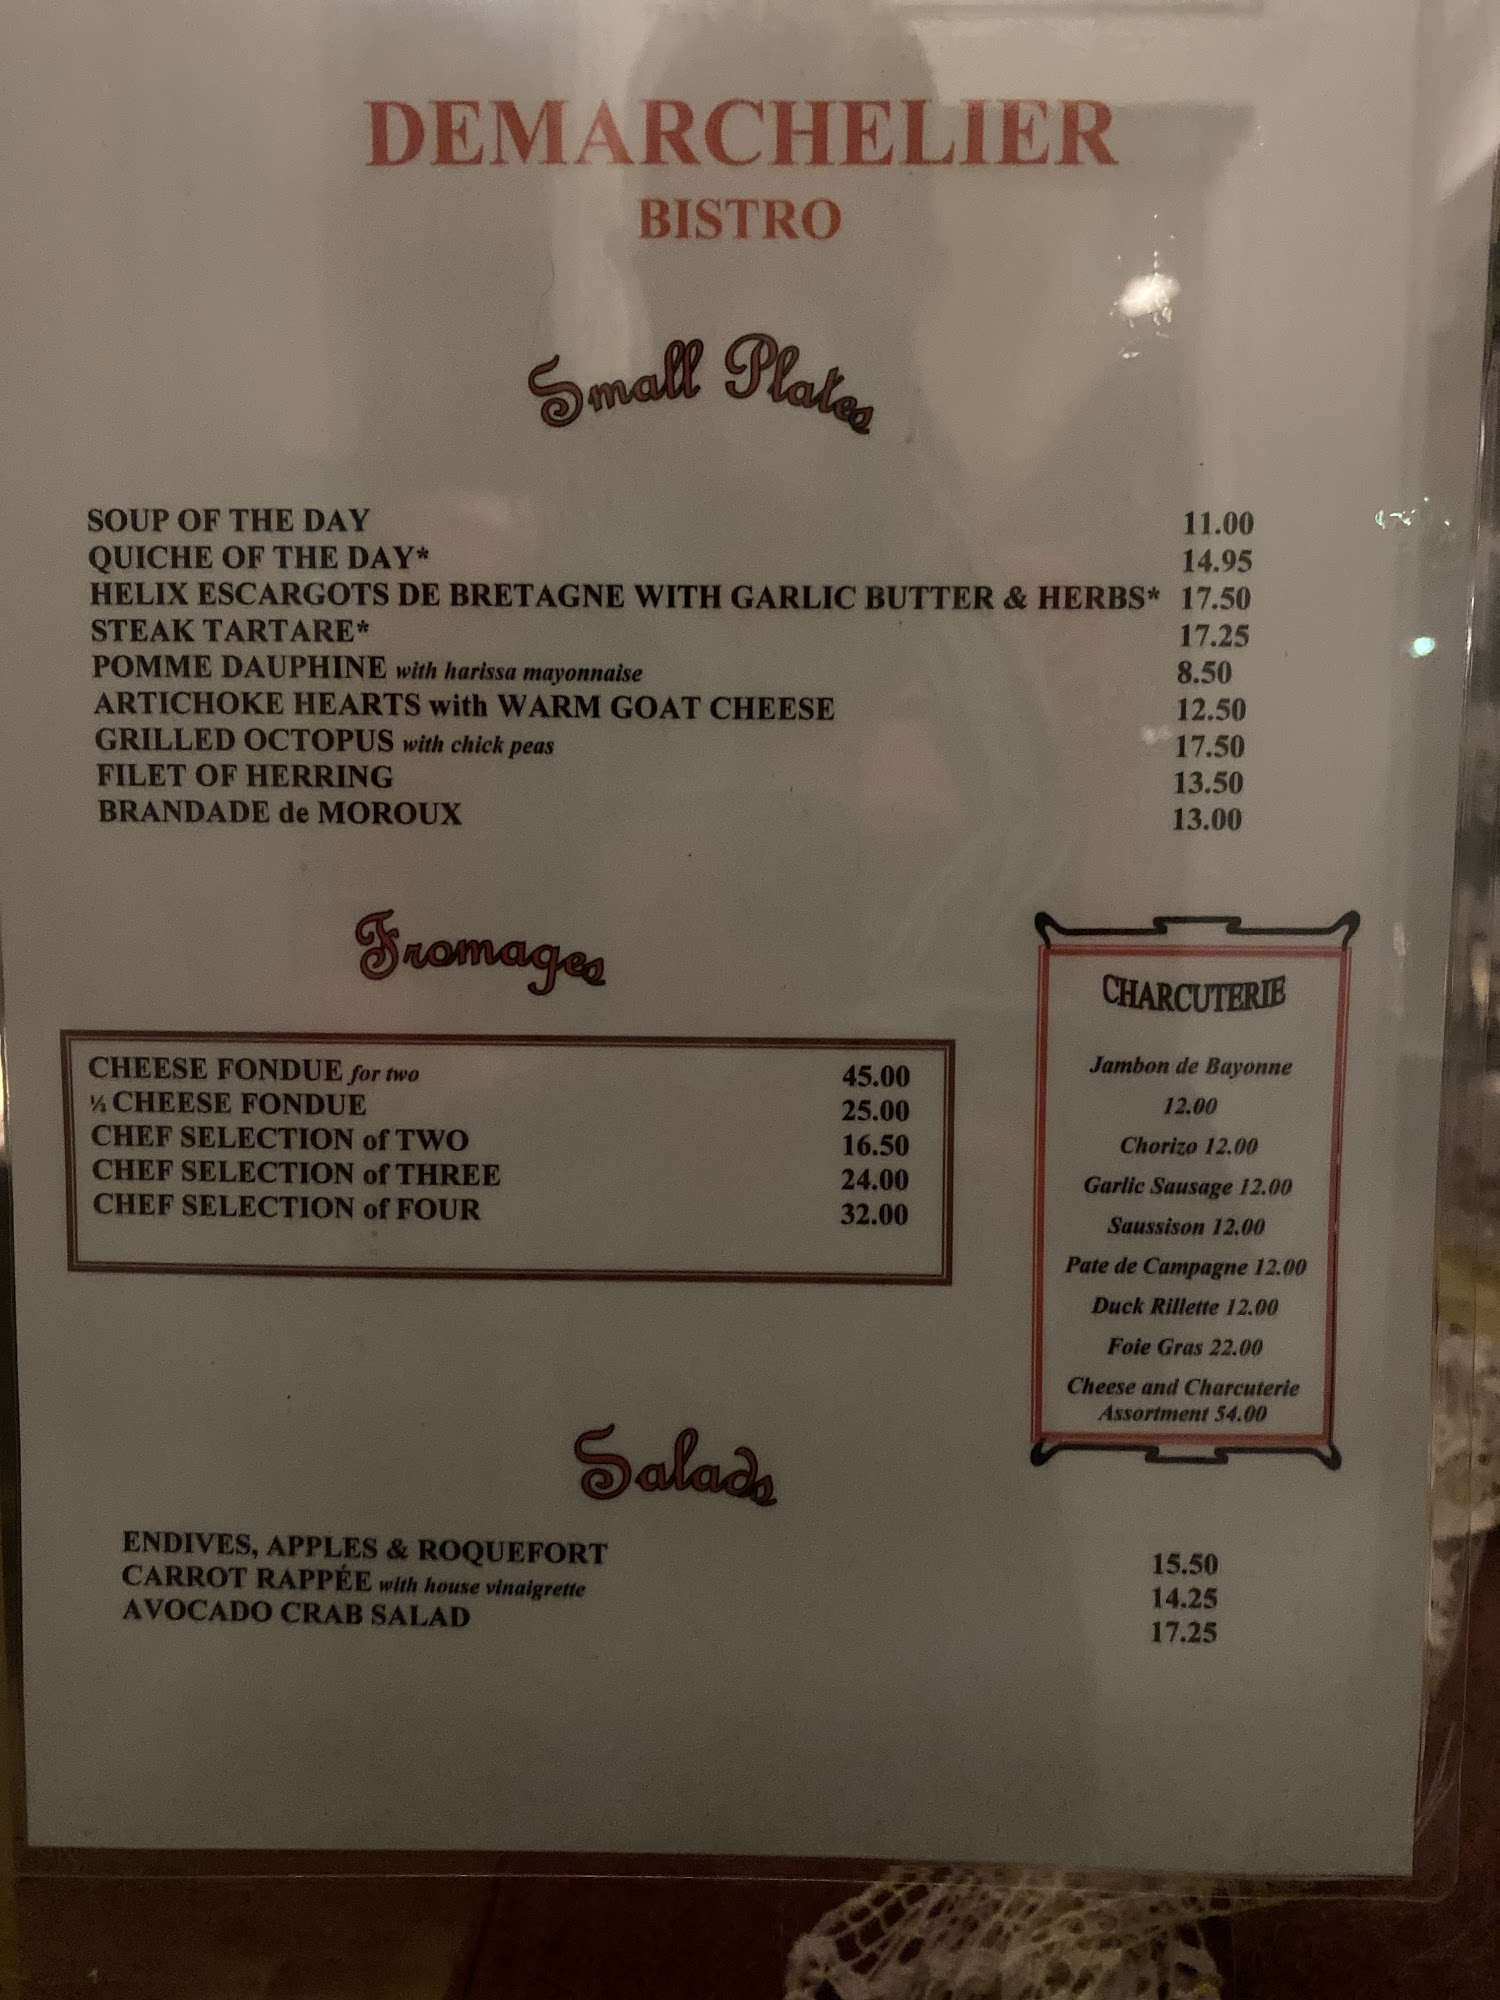 DEMARCHELIER
BISTRO
Small Plates
SOUP OF THE DAY 11.00
QUICHE OF THE DAY* 14.95
HELIX ESCARGOTS DE BRETAGNE WITH GARLIC BUTTER & HERBS* 17.50
STEAK TARTARE* 17.25
POMME DAUPHINE with harissa mayonnaise 8.50
ARTICHOKE HEARTS with WARM GOAT CHEESE 12.50
GRILLED OCTOPUS with chick peas 17.50
FILET OF HERRING 13.50
BRANDADE de MOROUX 13.00
Fromages
CHEESE FONDUE for two 45.00
½ CHEESE FONDUE 25.00
CHEF SELECTION of TWO 16.50
CHEF SELECTION of THREE 24.00
CHEF SELECTION of FOUR 32.00
CHARCUTERIE
Jambon de Bayonne
12.00
Chorizo 12.00
Garlic Sausage 12.00
Saussison 12.00
Pate de Campagne 12.00
Duck Rillette 12.00
Foie Gras 22.00
Cheese and Charcuterie
Assortment 54.00
Salads
ENDIVES, APPLES & ROQUEFORT 15.50
CARROT RAPPÉE with house vinaigrette 14.25
AVOCADO CRAB SALAD 17.25